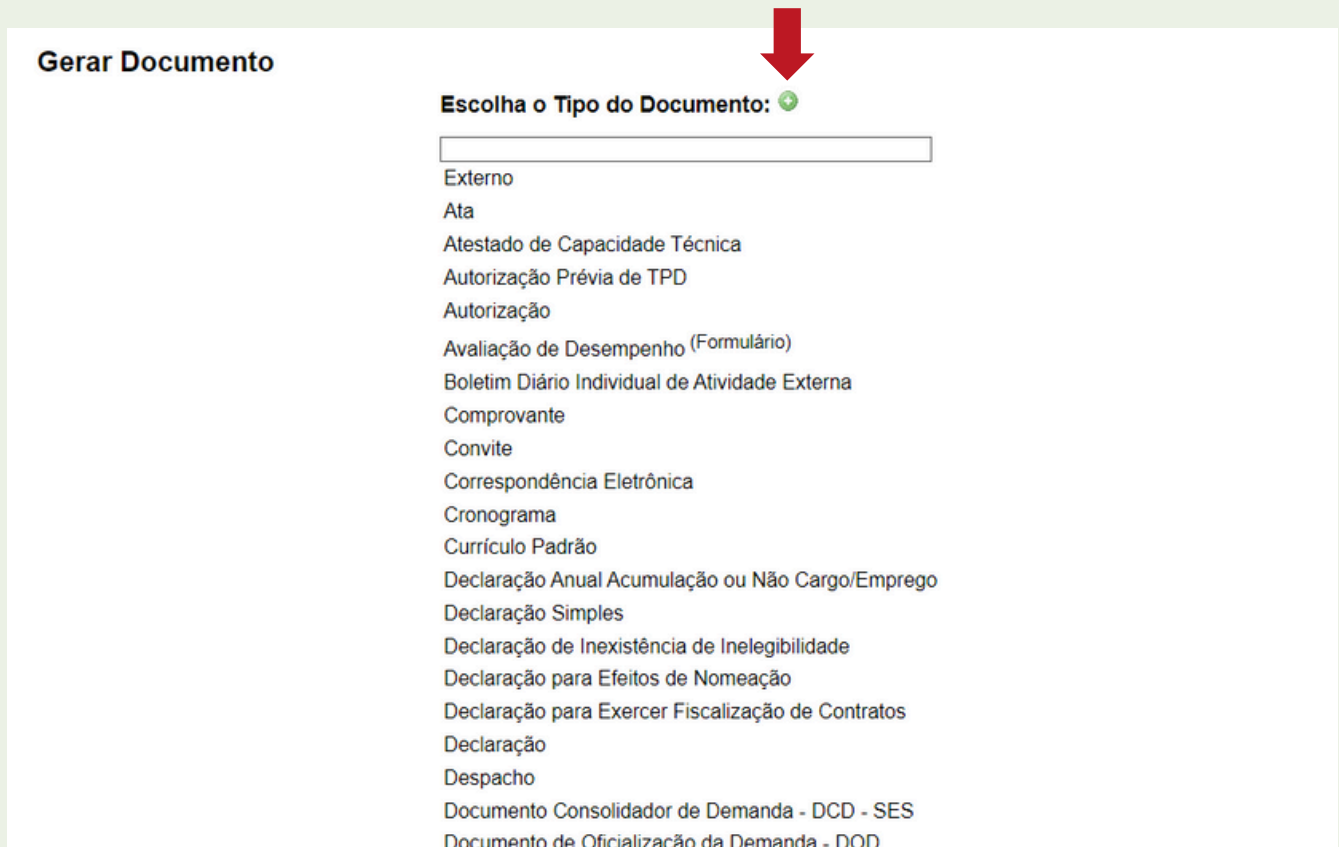 Gerar Documento
Escolha o Tipo do Documento:
Externo
Ata
Atestado de Capacidade Técnica
Autorização Prévia de TPD
Autorização
Avaliação de Desempenho (Formulário)
Boletim Diário Individual de Atividade Externa
Comprovante
Convite
Correspondência Eletrônica
Cronograma
Currículo Padrão
Declaração Anual Acumulação ou Não Cargo/Emprego
Declaração Simples
Declaração de Inexistência de Inelegibilidade
Declaração para Efeitos de Nomeação
Declaração para Exercer Fiscalização de Contratos
Declaração
Despacho
Documento Consolidador de Demanda - DCD - SES
Documento de Oficialização da Demanda - DOD